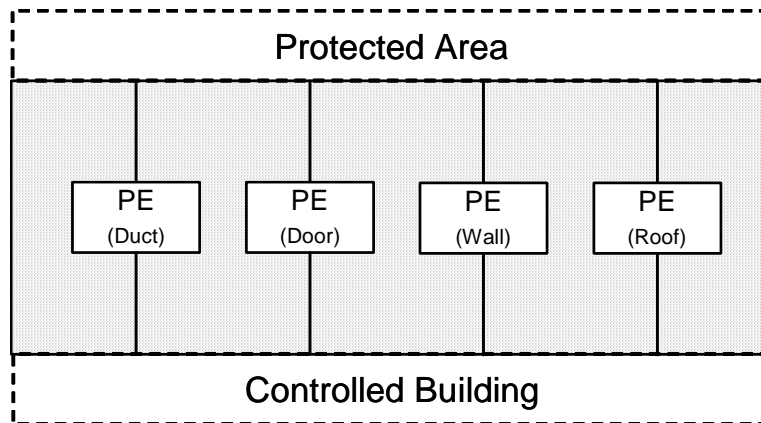 Protected Area
PE
(Duct)
PE
(Door)
PE
(Wall)
PE
(Roof)
Controlled Building